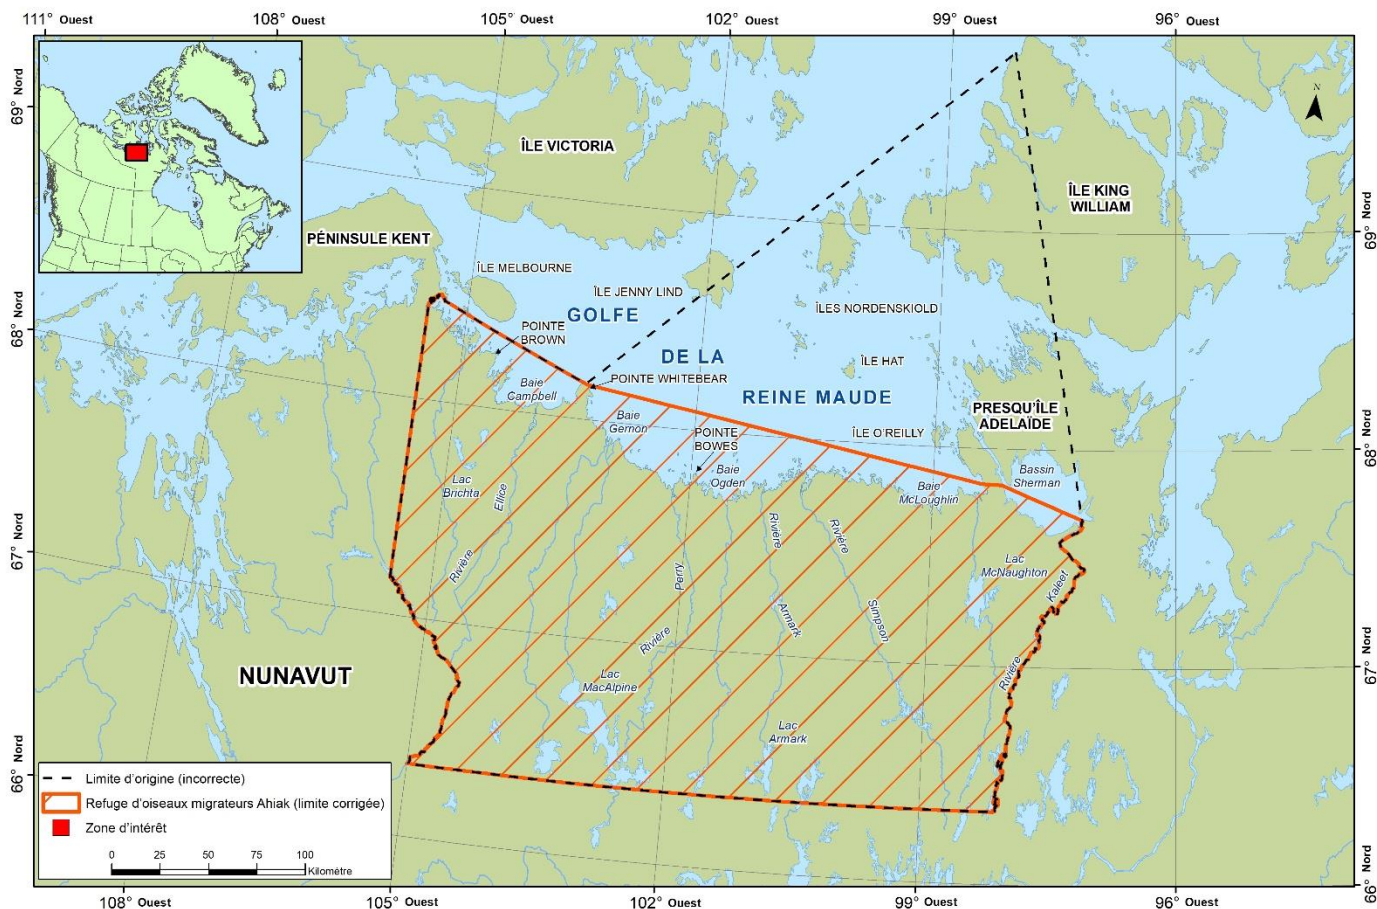 111° Ouest
108° Ouest
105° Ouest
102° Ouest
99° Ouest
96° Ouest
69° Nord
68° Nord
67° Nord
66° Nord
69° Nord
68° Nord
67° Nord
66° Nord
N
ÎLE VICTORIA
ÎLE KING
WILLIAM
PÉNINSULE KENT
ÎLE MELBOURNE
ÎLE JENNY LIND
ÎLES NORDENSKIOLD
GOLFE
DE LA
REINE MAUDE
POINTE
BROWN
POINTE WHITEBEAR
ÎLE HAT
Baie
Campbell
Baie
Gernon
POINTE
BOWES
ÎLE O'REILLY
PRESQU'ÎLE
ADELAÏDE
Bassin
Sherman
Baie
Ogden
Baie
McLoughlin
Lac
Brichta
Rivière
Ellice
Rivière
Perry
Rivière
Armark
Rivière
Simpson
Lac
McNaughton
Rivière
Kaleet
Lac
MacAlpine
Lac
Armark
NUNAVUT
Limite d'origine (incorrecte)
Refuge d'oiseaux migrateurs Ahiak (limite corrigée)
Zone d'intérêt
0 25 50 75 100
Kilomètre
108° Ouest
105° Ouest
102° Ouest
99° Ouest
96° Ouest